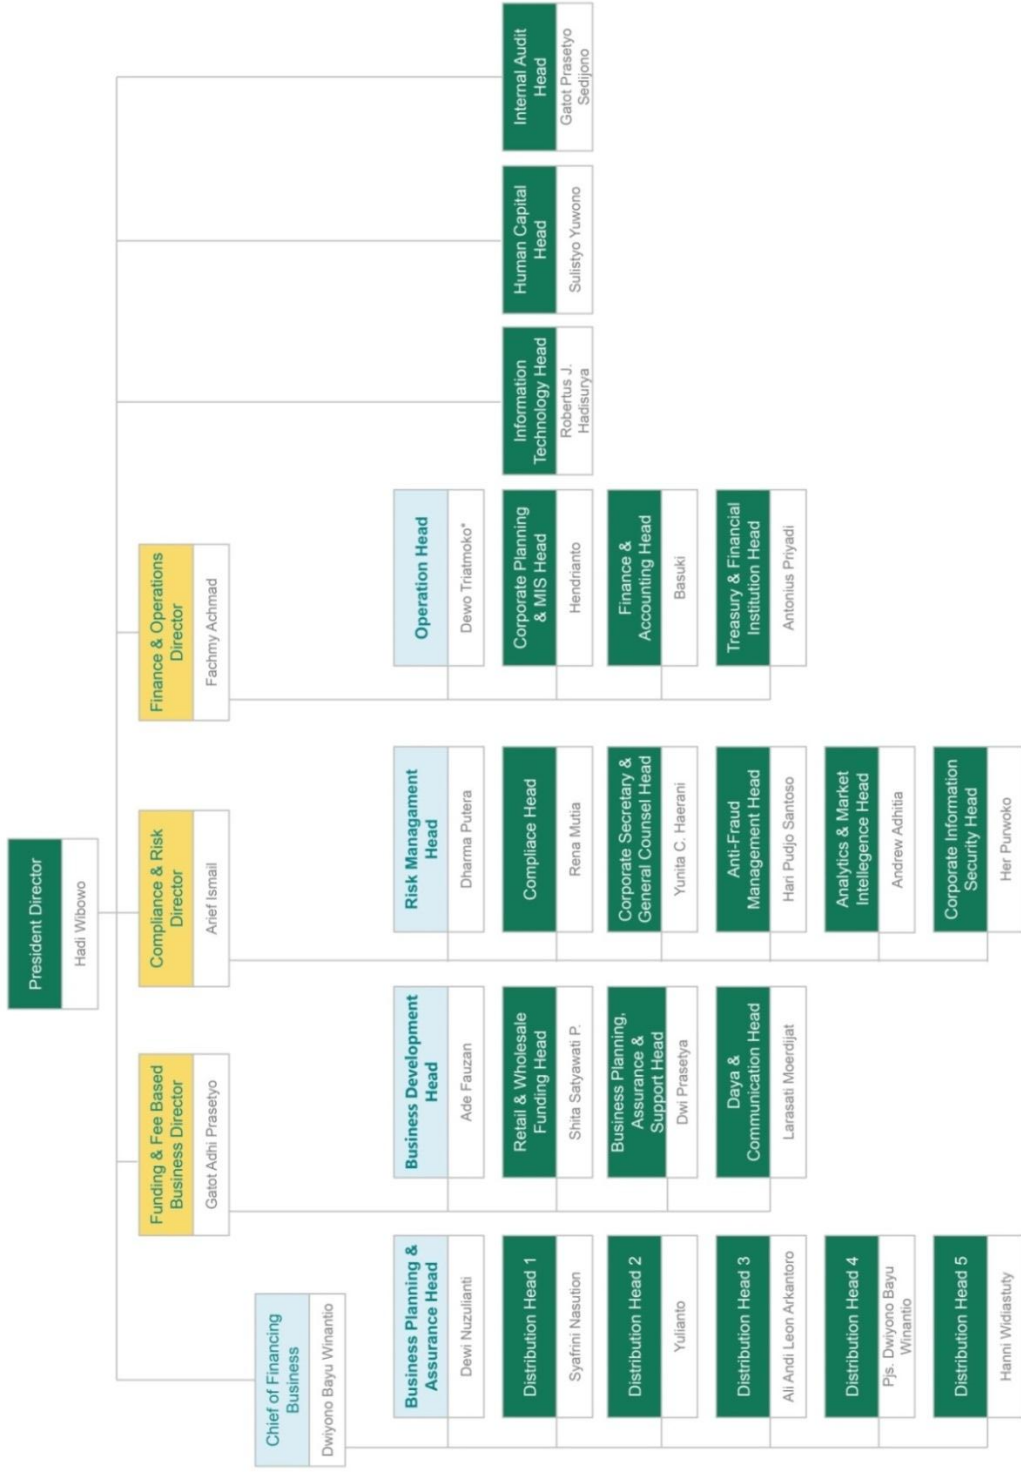 President Director
Hadi Wibowo
Funding & Fee Based
Business Director
Gatot Adhi Prasetyo
Compliance & Risk
Director
Arief Ismail
Finance & Operations
Director
Fachmy Achmad
Chief of Financing
Business
Dwiyono Bayu Winantio
Business Planning &
Assurance Head
Dewi Nuzulianti
Distribution Head 1
Syafrini Nasution
Distribution Head 2
Yulianto
Distribution Head 3
Ali Andi Leon Arkantoro
Distribution Head 4
Pjs. Dwiyono Bayu
Winantio
Distribution Head 5
Hanni Widiastuty
Business Development
Head
Ade Fauzan
Retail & Wholesale
Funding Head
Shita Satyawati P.
Business Planning,
Assurance &
Support Head
Dwi Prasetya
Daya &
Communication Head
Larasati Moerdijat
Risk Managament
Head
Dharma Putera
Compliace Head
Rena Mutia
Corporate Secretary &
General Counsel Head
Yunita C. Haerani
Anti-Fraud
Management Head
Hari Pudjo Santoso
Analytics & Market
Intellegence Head
Andrew Adhitia
Corporate Information
Security Head
Her Purwoko
Operation Head
Dewo Triatmoko*
Corporate Planning
& MIS Head
Hendrianto
Finance &
Accounting Head
Basuki
Treasury & Financial
Institution Head
Antonius Priyadi
Information
Technology Head
Robertus J.
Hadisurya
Human Capital
Head
Sulistyo Yuwono
Internal Audit
Head
Gatot Prasetyo
Sedijono